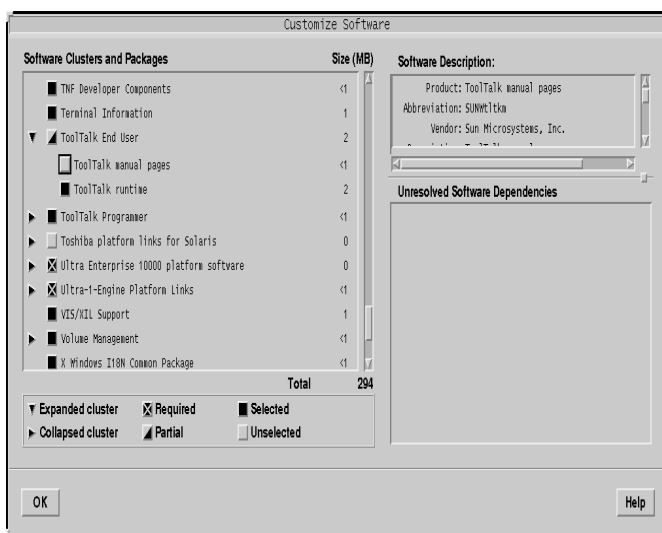 Customize Software
Software Clusters and Packages Size (MB)
TNF Developer Components <1
Terminal Information 1
ToolTalk End User 2
ToolTalk manual pages <1
ToolTalk runtime 2
ToolTalk Programmer <1
Toshiba platform links for Solaris 0
Ultra Enterprise 10000 platform software 0
Ultra-1-Engine Platform Links <1
VIS/XIL Support 1
Volume Management <1
X Windows I18N Common Package <1
Total 294
Expanded cluster Required Selected
Collapsed cluster Partial Unselected
Software Description:
Product: ToolTalk manual pages
Abbreviation: SUNWtltkm
Vendor: Sun Microsystems, Inc.
Unresolved Software Dependencies
OK Help